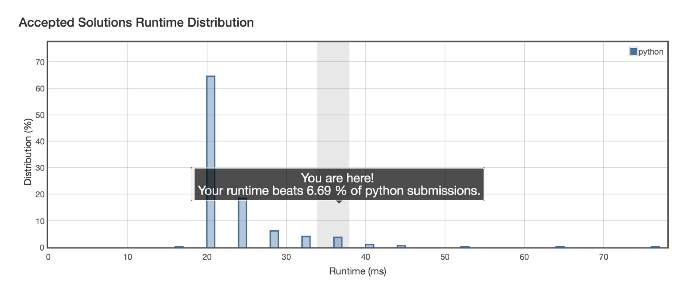 Accepted Solutions Runtime Distribution
python
70
60
50
40
30
20
10
0
Distribution (%)
You are here!
Your runtime beats 6.69 % of python submissions.
0 10 20 30 40 50 60 70
Runtime (ms)